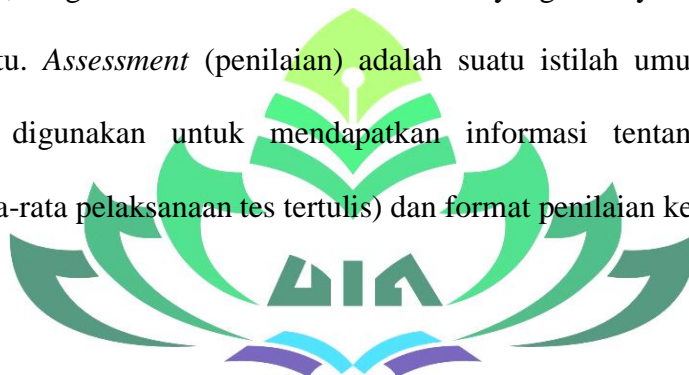 tu. Assessment (penilaian) adalah suatu istilah umu
digunakan untuk mendapatkan informasi tentan
a-rata pelaksanaan tes tertulis) dan format penilaian ke
UIN